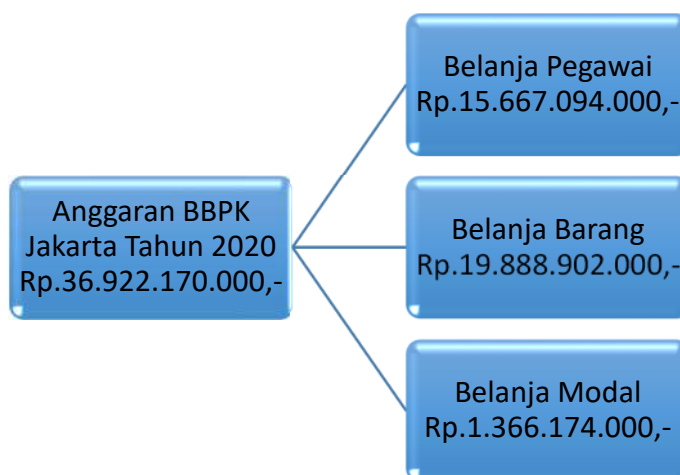 Anggaran BBPK
Jakarta Tahun 2020
Rp.36.922.170.000,-
Belanja Pegawai
Rp.15.667.094.000,-
Belanja Barang
Rp.19.888.902.000,-
Belanja Modal
Rp.1.366.174.000,-